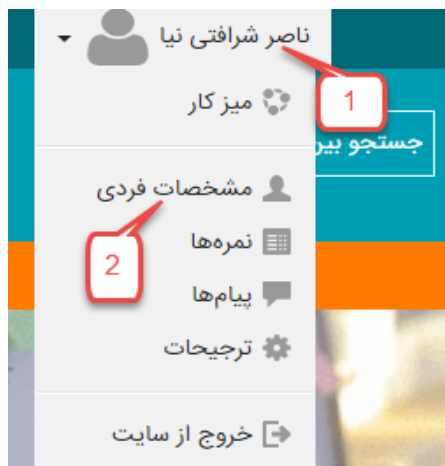 ناصر شرافتی نیا
1
میز کار
جستجو بین
مشخصات فردی
2
نمره‌ها
پیام‌ها
ترجیحات
خروج از سایت